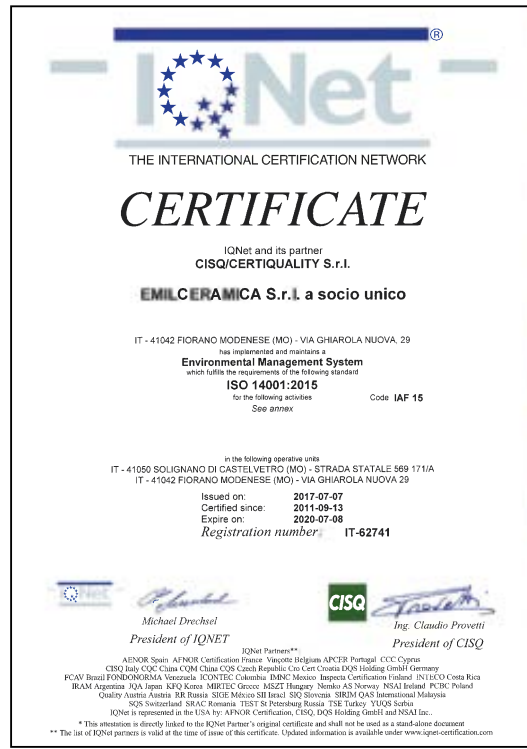 ®
IQNet
THE INTERNATIONAL CERTIFICATION NETWORK
CERTIFICATE
IQNet and its partner
CISQ/CERTIQUALITY S.r.l.
EMILCERAMICA S.r.l. a socio unico
IT - 41042 FIORANO MODENESE (MO) - VIA GHIAROLA NUOVA, 29
has implemented and maintains a
Environmental Management System
which fulfills the requirements of the following standard
ISO 14001:2015
for the following activities Code IAF 15
See annex
in the following operative units
IT - 41050 SOLIGNANO DI CASTELVETRO (MO) - STRADA STATALE 569 171/A
IT - 41042 FIORANO MODENESE (MO) - VIA GHIAROLA NUOVA 29
Issued on: 2017-07-07
Certified since: 2011-09-13
Expire on: 2020-07-08
Registration number IT-62741
IQNet
CISQ
Michael Drechsel
Ing. Claudio Provetti
President of IQNET
President of CISQ
IQNet Partners**:
AENOR Spain AFNOR Certification France Vinçotte Belgium APCER Portugal CCC Cyprus
CISQ Italy CQC China CQM China CQS Czech Republic Cro Cert Croatia DQS Holding GmbH Germany
FCAV Brazil FONDONORMA Venezuela ICONTEC Colombia IMNC Mexico Inspecta Certification Finland INTECO Costa Rica
IRAM Argentina JQA Japan KFQ Korea MIRTEC Greece MSZT Hungary Nemko AS Norway NSAI Ireland PCBC Poland
Quality Austria Austria RR Russia SIGE México SII Israel SIQ Slovenia SIRIM QAS International Malaysia
SQS Switzerland SRAC Romania TEST St Petersburg Russia TSE Turkey YUQS Serbia
IQNet is represented in the USA by: AFNOR Certification, CISQ, DQS Holding GmbH and NSAI Inc..
* This attestation is directly linked to the IQNet Partner's original certificate and shall not be used as a stand-alone document
** The list of IQNet partners is valid at the time of issue of this certificate. Updated information is available under www.iqnet-certification.com